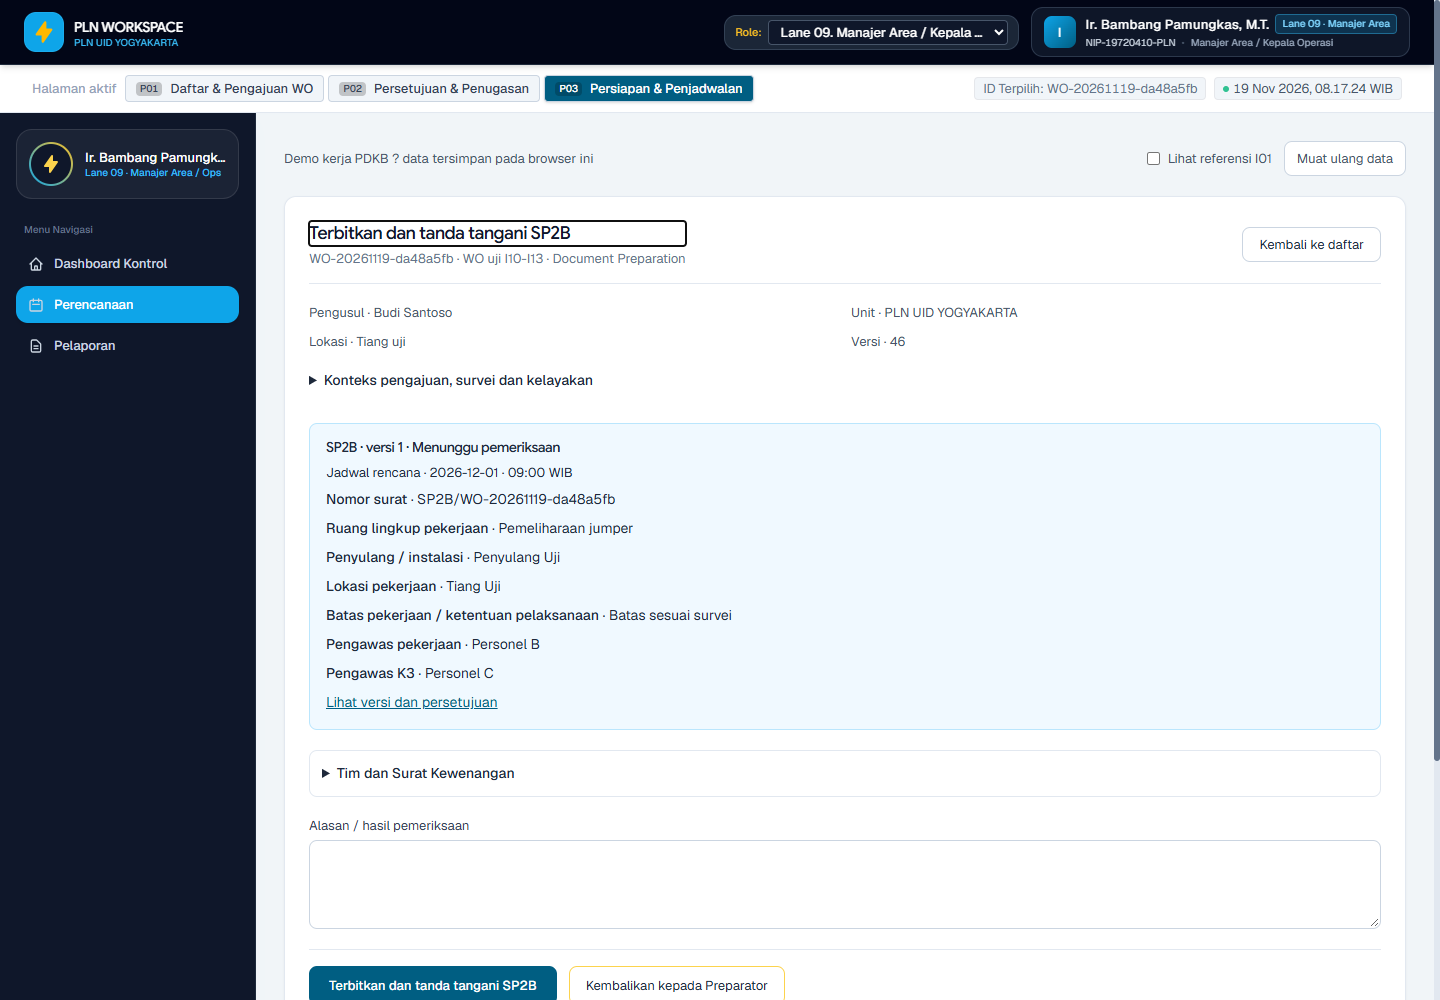 PLN WORKSPACE
PLN UID YOGYAKARTA
Role:
Lane 09. Manajer Area / Kepala ...
I
Ir. Bambang Pamungkas, M.T.
Lane 09 · Manajer Area
NIP-19720410-PLN · Manajer Area / Kepala Operasi
Halaman aktif
P01 Daftar & Pengajuan WO
P02 Persetujuan & Penugasan
P03 Persiapan & Penjadwalan
ID Terpilih: WO-20261119-da48a5fb
19 Nov 2026, 08.17.24 WIB
Ir. Bambang Pamungk...
Lane 09 · Manajer Area / Ops
Menu Navigasi
Dashboard Kontrol
Perencanaan
Pelaporan
Demo kerja PDKB ? data tersimpan pada browser ini
Lihat referensi I01
Muat ulang data
Terbitkan dan tanda tangani SP2B
WO-20261119-da48a5fb · WO uji I10-I13 · Document Preparation
Kembali ke daftar
Pengusul · Budi Santoso
Unit · PLN UID YOGYAKARTA
Lokasi · Tiang uji
Versi · 46
Konteks pengajuan, survei dan kelayakan
SP2B · versi 1 · Menunggu pemeriksaan
Jadwal rencana · 2026-12-01 · 09:00 WIB
Nomor surat · SP2B/WO-20261119-da48a5fb
Ruang lingkup pekerjaan · Pemeliharaan jumper
Penyulang / instalasi · Penyulang Uji
Lokasi pekerjaan · Tiang Uji
Batas pekerjaan / ketentuan pelaksanaan · Batas sesuai survei
Pengawas pekerjaan · Personel B
Pengawas K3 · Personel C
Lihat versi dan persetujuan
Tim dan Surat Kewenangan
Alasan / hasil pemeriksaan
Terbitkan dan tanda tangani SP2B
Kembalikan kepada Preparator